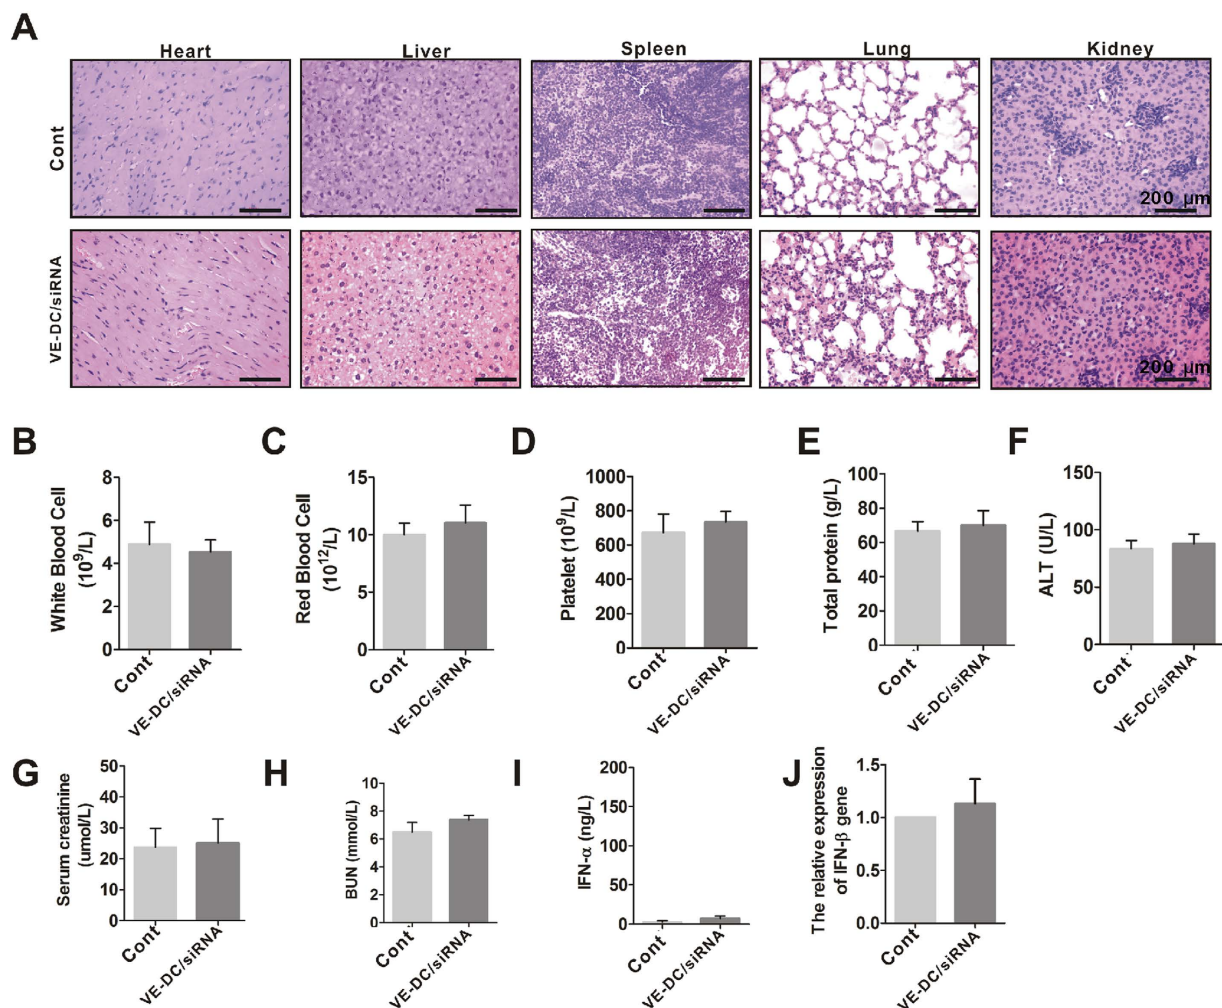 A
Heart Liver Spleen Lung Kidney
Cont
200 µm
VE-DC/siRNA
200 µm
B
White Blood Cell
(10⁹/L)
8
6
4
2
0
Cont
VE-DC/siRNA
C
Red Blood Cell
(10¹²/L)
15
10
5
0
Cont
VE-DC/siRNA
D
Platelet (10⁹/L)
1000
800
600
400
200
0
Cont
VE-DC/siRNA
E
Total protein (g/L)
100
80
60
40
20
0
Cont
VE-DC/siRNA
F
ALT (U/L)
150
100
50
0
Cont
VE-DC/siRNA
G
Serum creatinine
(umol/L)
50
40
30
20
10
0
Cont
VE-DC/siRNA
H
BUN (mmol/L)
10
8
6
4
2
0
Cont
VE-DC/siRNA
I
IFN-α (ng/L)
200
150
100
50
0
Cont
VE-DC/siRNA
J
The relative expression
of IFN-β gene
1.5
1.0
0.5
0.0
Cont
VE-DC/siRNA